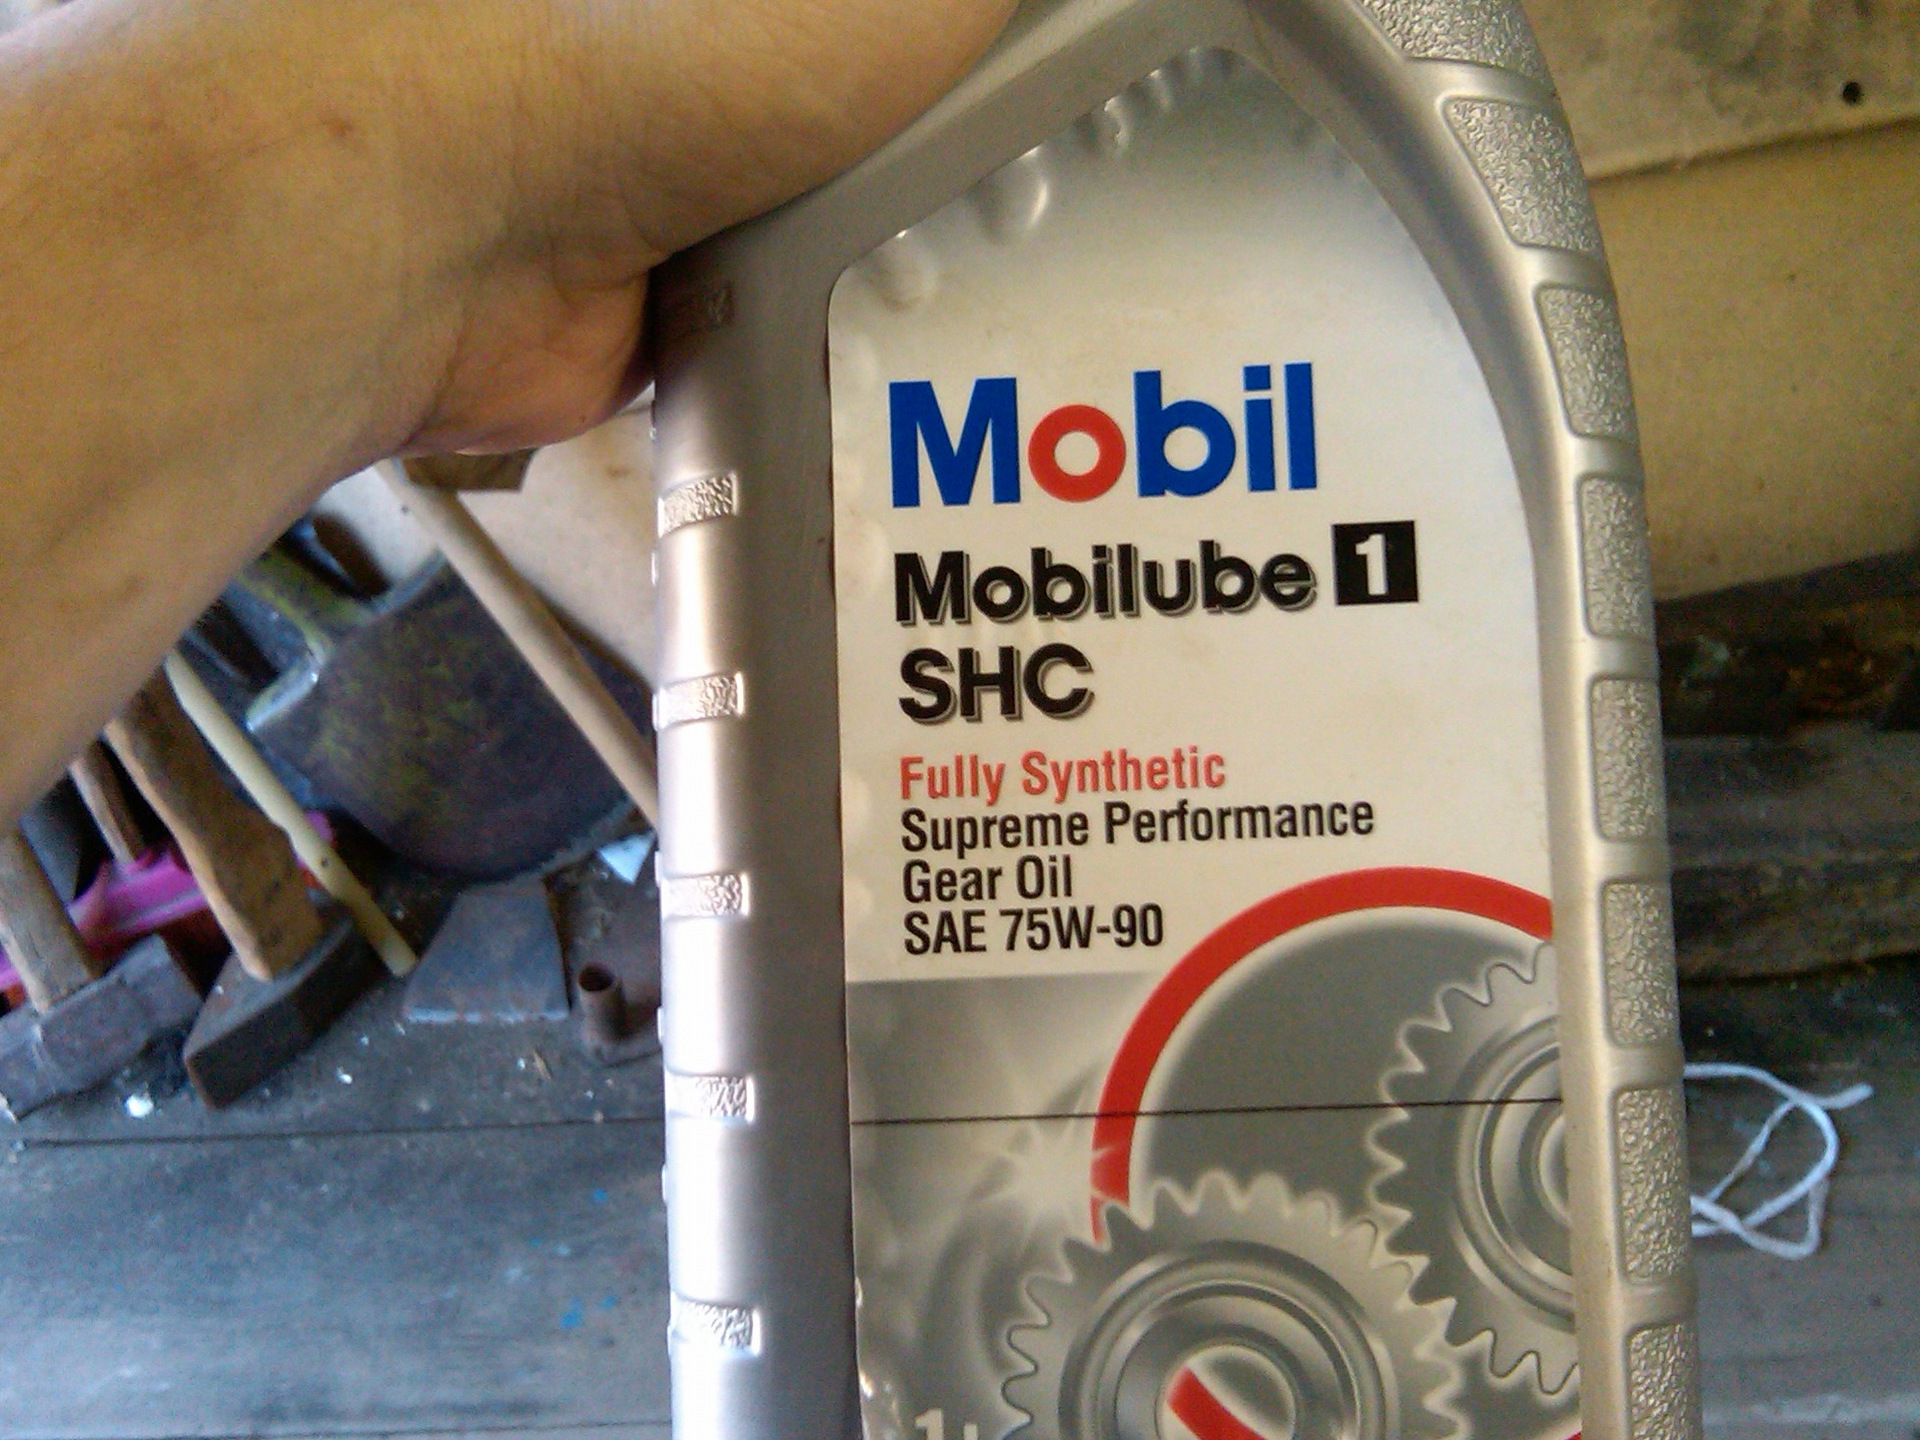 Mobil
Mobilube 1
SHC
Fully Synthetic
Supreme Performance
Gear Oil
SAE 75W-90